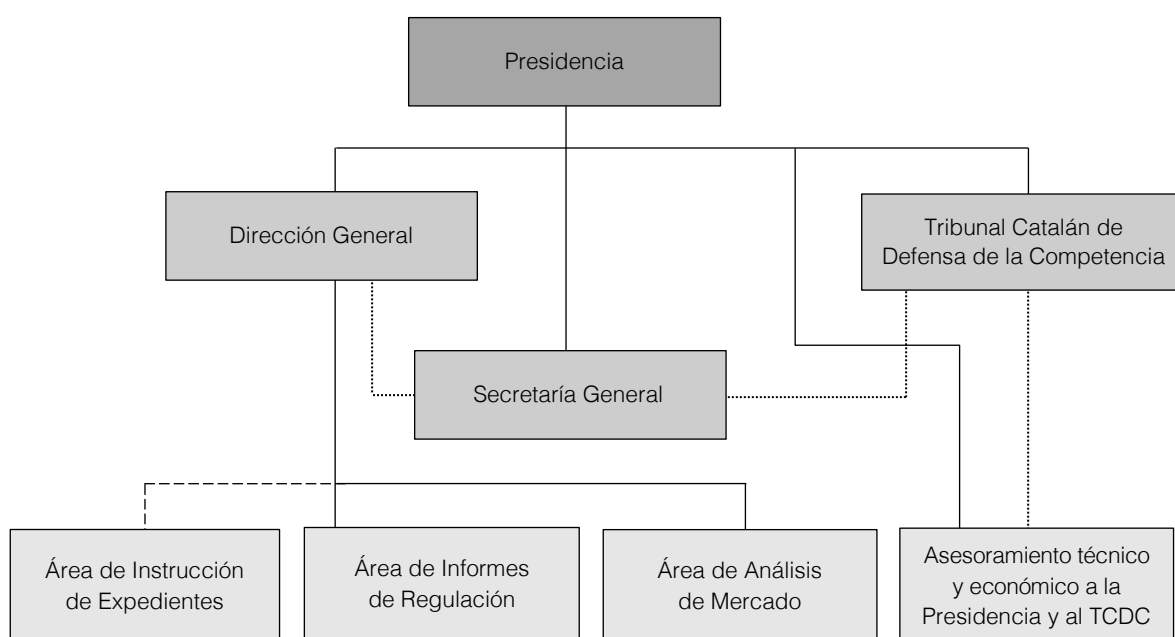 Presidencia
Dirección General
Tribunal Catalán de
Defensa de la Competencia
Secretaría General
Área de Instrucción
de Expedientes
Área de Informes
de Regulación
Área de Análisis
de Mercado
Asesoramiento técnico
y económico a la
Presidencia y al TCDC